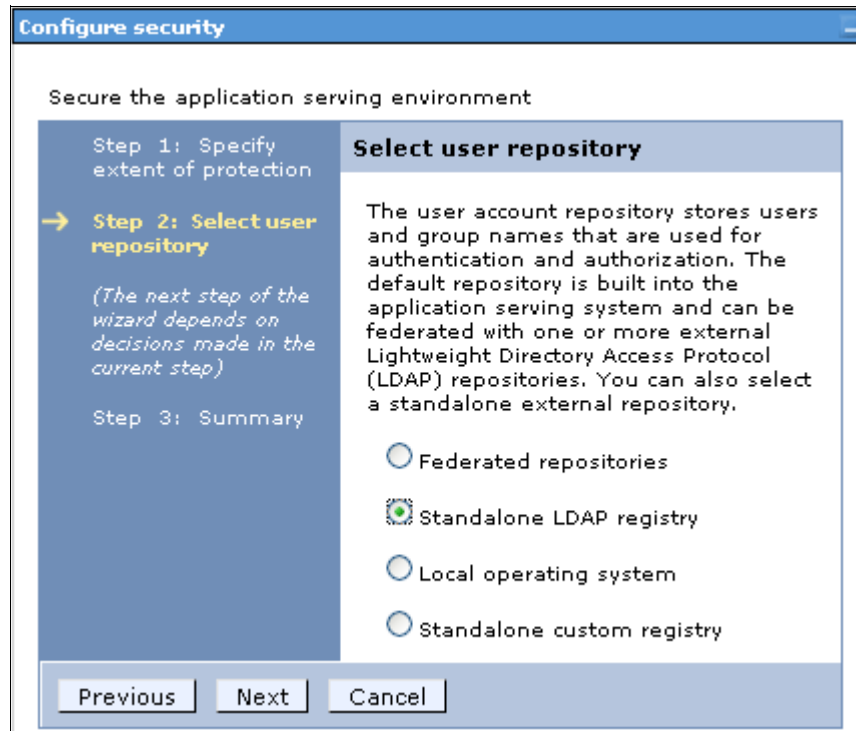 Configure security
Secure the application serving environment
Step 1: Specify
extent of protection
Step 2: Select user
repository
(The next step of the
wizard depends on
decisions made in the
current step)
Step 3: Summary
Select user repository
The user account repository stores users
and group names that are used for
authentication and authorization. The
default repository is built into the
application serving system and can be
federated with one or more external
Lightweight Directory Access Protocol
(LDAP) repositories. You can also select
a standalone external repository.
Federated repositories
Standalone LDAP registry
Local operating system
Standalone custom registry
Previous Next Cancel